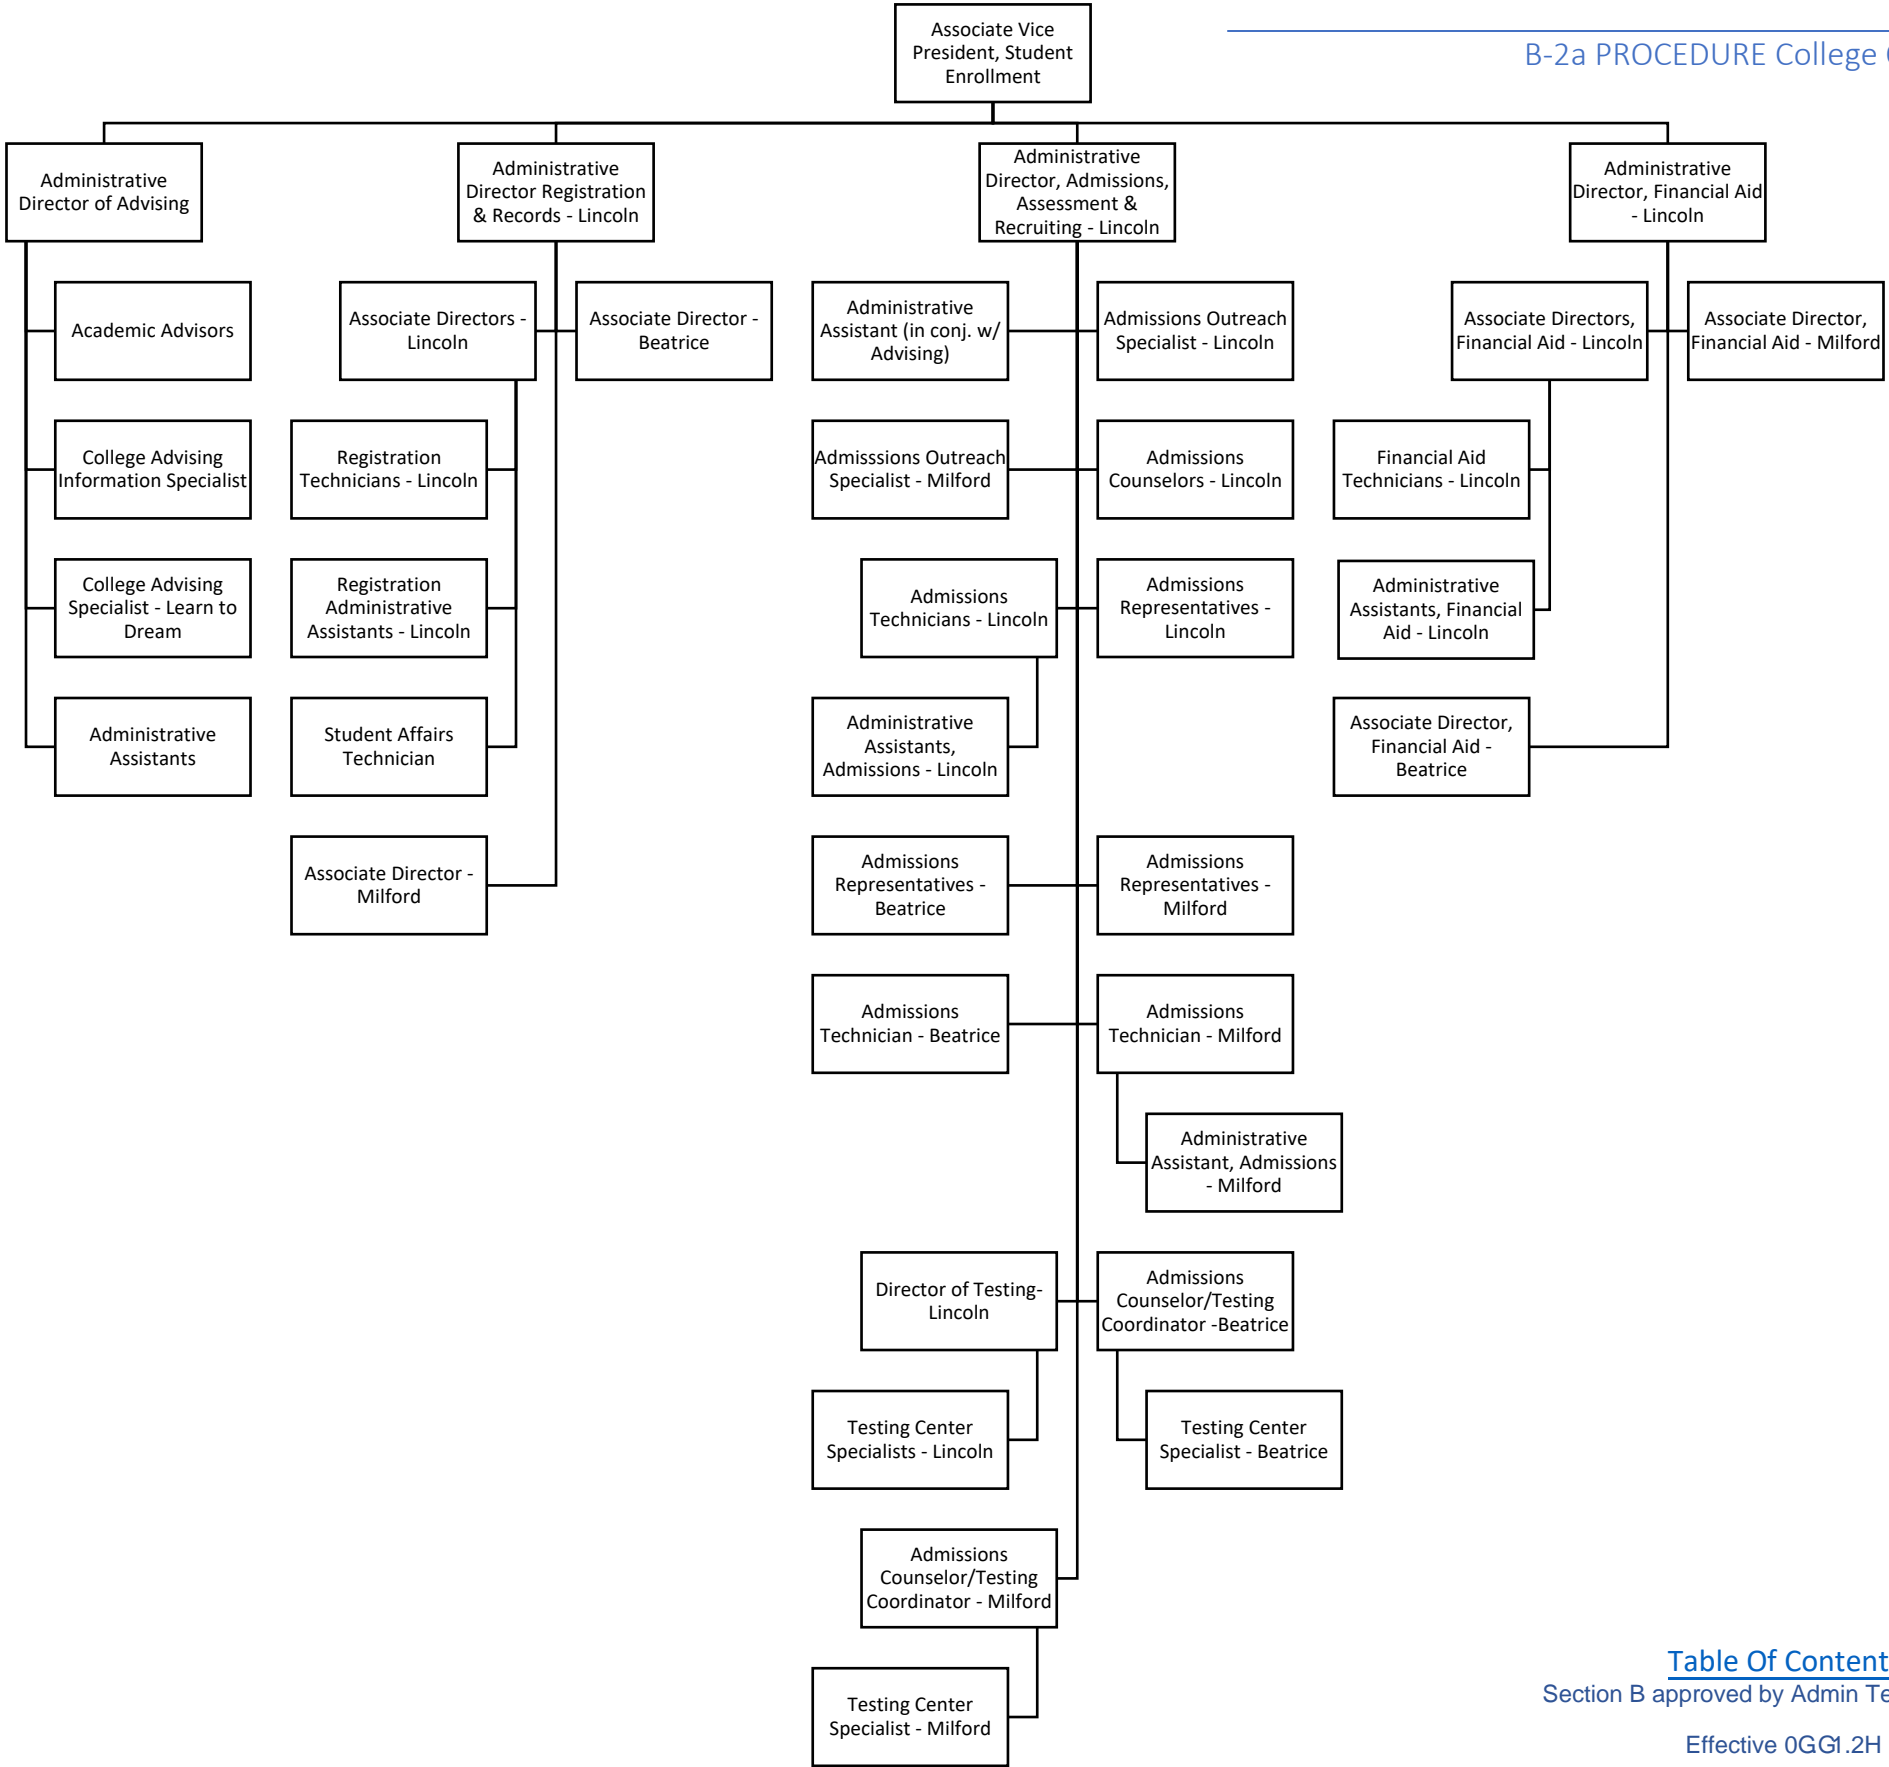 Associate Vice
President, Student
Enrollment
B-2a PROCEDURE College
Administrative
Director of Advising
Administrative
Director Registration
& Records - Lincoln
Administrative
Director, Admissions,
Assessment &
Recruiting - Lincoln
Administrative
Director, Financial Aid
- Lincoln
Academic Advisors
Associate Directors -
Lincoln
Associate Director -
Beatrice
Administrative
Assistant (in conj. w/
Advising)
Admissions Outreach
Specialist - Lincoln
Associate Directors,
Financial Aid - Lincoln
Associate Director,
Financial Aid - Milford
College Advising
Information Specialist
Registration
Technicians - Lincoln
Admisssions Outreach
Specialist - Milford
Admissions
Counselors - Lincoln
Financial Aid
Technicians - Lincoln
College Advising
Specialist - Learn to
Dream
Registration
Administrative
Assistants - Lincoln
Admissions
Technicians - Lincoln
Admissions
Representatives -
Lincoln
Administrative
Assistants, Financial
Aid - Lincoln
Administrative
Assistants
Student Affairs
Technician
Administrative
Assistants,
Admissions - Lincoln
Associate Director,
Financial Aid -
Beatrice
Associate Director -
Milford
Admissions
Representatives -
Beatrice
Admissions
Representatives -
Milford
Admissions
Technician - Beatrice
Admissions
Technician - Milford
Administrative
Assistant, Admissions
- Milford
Director of Testing-
Lincoln
Admissions
Counselor/Testing
Coordinator -Beatrice
Testing Center
Specialists - Lincoln
Testing Center
Specialist - Beatrice
Admissions
Counselor/Testing
Coordinator - Milford
Testing Center
Specialist - Milford
Table Of Content
Section B approved by Admin Te
Effective 0GG1.2H